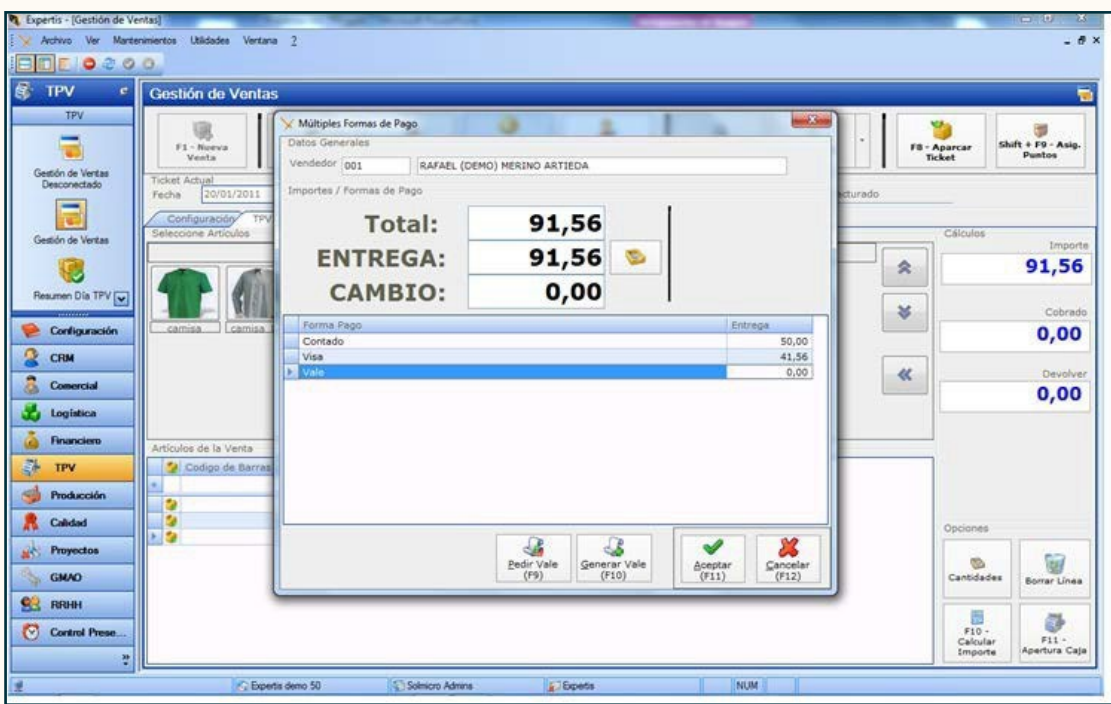 Expertis - [Gestión de Ventas]
Archivo Ver Mantenimientos Utilidades Ventana ?
TPV
TPV
Gestión de Ventas
Desconectado
Gestión de Ventas
Resumen Día TPV
Configuración
CRM
Comercial
Logística
Financiero
TPV
Producción
Calidad
Proyectos
GMAO
RRHH
Control Prese...
Gestión de Ventas
F1 - Nueva
Venta
F8 - Aparcar
Ticket
Shift + F9 - Asig.
Puntos
Ticket Actual
Fecha 20/01/2011
Configuración TPV
Seleccione Artículos
camisa camisa
Artículos de la Venta
Codigo de Barras
Múltiples Formas de Pago
Datos Generales
Vendedor 001 RAFAEL (DEMO) MERINO ARTIEDA
Importes / Formas de Pago
Total: 91,56
ENTREGA: 91,56
CAMBIO: 0,00
Forma Pago Entrega
Contado 50,00
Visa 41,56
Vale 0,00
Pedir Vale
(F9)
Generar Vale
(F10)
Aceptar
(F11)
Cancelar
(F12)
Cálculos
Importe
91,56
Cobrado
0,00
Devolver
0,00
Opciones
Cantidades
Borrar Línea
F10 -
Calcular
Importe
F11 -
Apertura Caja
Expertis demo 50 Solmicro Admins Expertis NUM